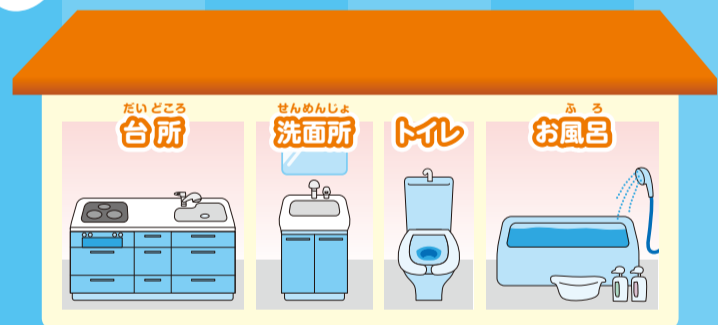 だいどころ
台所
せんめんじょ
洗面所
トイレ
ふろ
お風呂